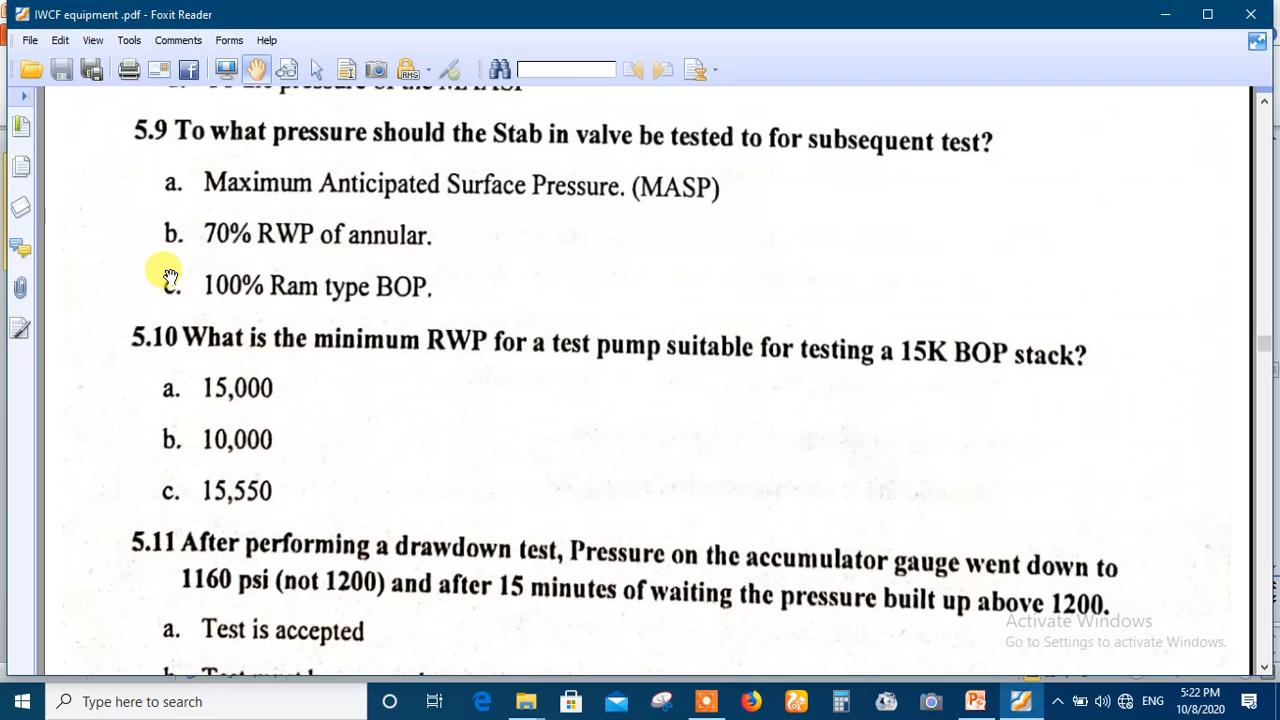 IWCF equipment .pdf - Foxit Reader
File Edit View Tools Comments Forms Help
5.9 To what pressure should the Stab in valve be tested to for subsequent test?
a. Maximum Anticipated Surface Pressure. (MASP)
b. 70% RWP of annular.
c. 100% Ram type BOP.
5.10 What is the minimum RWP for a test pump suitable for testing a 15K BOP stack?
a. 15,000
b. 10,000
c. 15,550
5.11 After performing a drawdown test, Pressure on the accumulator gauge went down to
1160 psi (not 1200) and after 15 minutes of waiting the pressure built up above 1200.
a. Test is accepted
Activate Windows
Go to Settings to activate Windows.
Type here to search
ENG
5:22 PM
10/8/2020